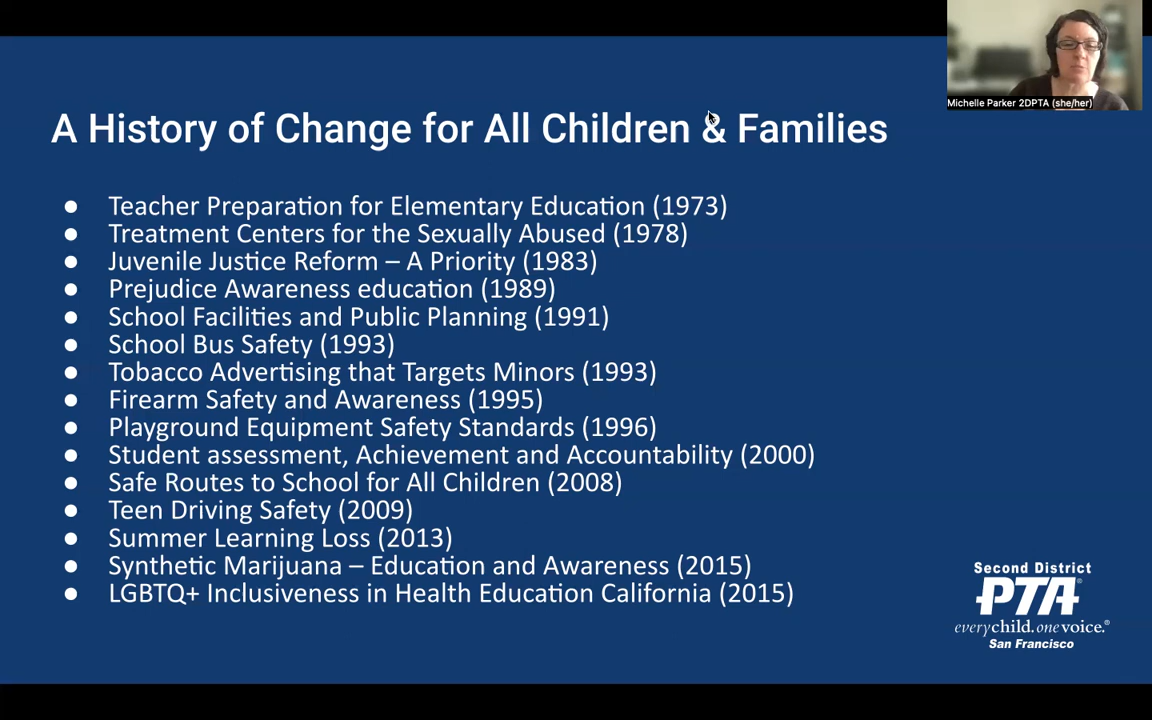 Michelle Parker 2DPTA (she/her)
A History of Change for All Children & Families
● Teacher Preparation for Elementary Education (1973)
● Treatment Centers for the Sexually Abused (1978)
● Juvenile Justice Reform – A Priority (1983)
● Prejudice Awareness education (1989)
● School Facilities and Public Planning (1991)
● School Bus Safety (1993)
● Tobacco Advertising that Targets Minors (1993)
● Firearm Safety and Awareness (1995)
● Playground Equipment Safety Standards (1996)
● Student assessment, Achievement and Accountability (2000)
● Safe Routes to School for All Children (2008)
● Teen Driving Safety (2009)
● Summer Learning Loss (2013)
● Synthetic Marijuana – Education and Awareness (2015)
● LGBTQ+ Inclusiveness in Health Education California (2015)
Second District
PTA®
everychild.onevoice.®
San Francisco